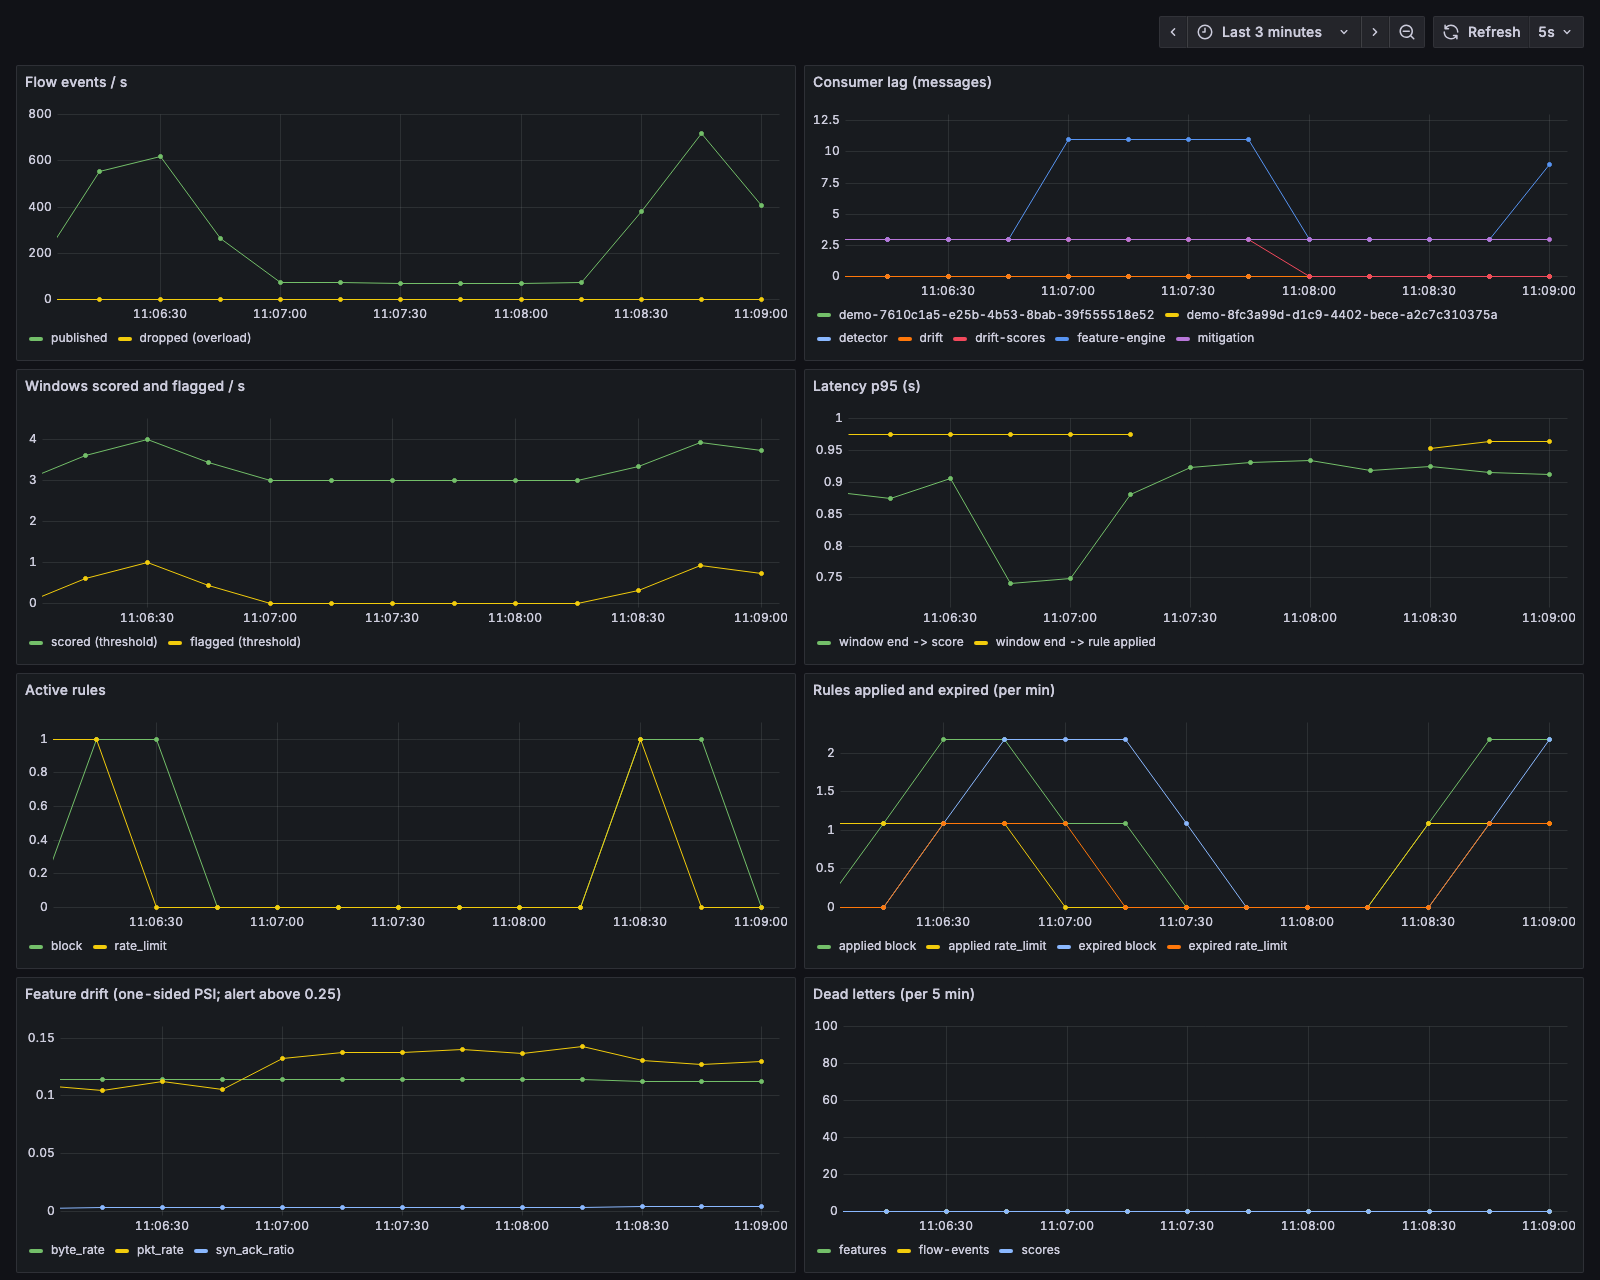 Last 3 minutes
Refresh 5s
Flow events / s
800
600
400
200
0
11:06:30 11:07:00 11:07:30 11:08:00 11:08:30 11:09:00
published dropped (overload)
Consumer lag (messages)
12.5
10
7.5
5
2.5
0
11:06:30 11:07:00 11:07:30 11:08:00 11:08:30 11:09:00
demo-7610c1a5-e25b-4b53-8bab-39f555518e52 demo-8fc3a99d-d1c9-4402-bece-a2c7c310375a
detector drift drift-scores feature-engine mitigation
Windows scored and flagged / s
4
3
2
1
0
11:06:30 11:07:00 11:07:30 11:08:00 11:08:30 11:09:00
scored (threshold) flagged (threshold)
Latency p95 (s)
1
0.95
0.9
0.85
0.8
0.75
11:06:30 11:07:00 11:07:30 11:08:00 11:08:30 11:09:00
window end -> score window end -> rule applied
Active rules
1
0.8
0.6
0.4
0.2
0
11:06:30 11:07:00 11:07:30 11:08:00 11:08:30 11:09:00
block rate_limit
Rules applied and expired (per min)
2
1.5
1
0.5
0
11:06:30 11:07:00 11:07:30 11:08:00 11:08:30 11:09:00
applied block applied rate_limit expired block expired rate_limit
Feature drift (one-sided PSI; alert above 0.25)
0.15
0.1
0.05
0
11:06:30 11:07:00 11:07:30 11:08:00 11:08:30 11:09:00
byte_rate pkt_rate syn_ack_ratio
Dead letters (per 5 min)
100
80
60
40
20
0
11:06:30 11:07:00 11:07:30 11:08:00 11:08:30 11:09:00
features flow-events scores